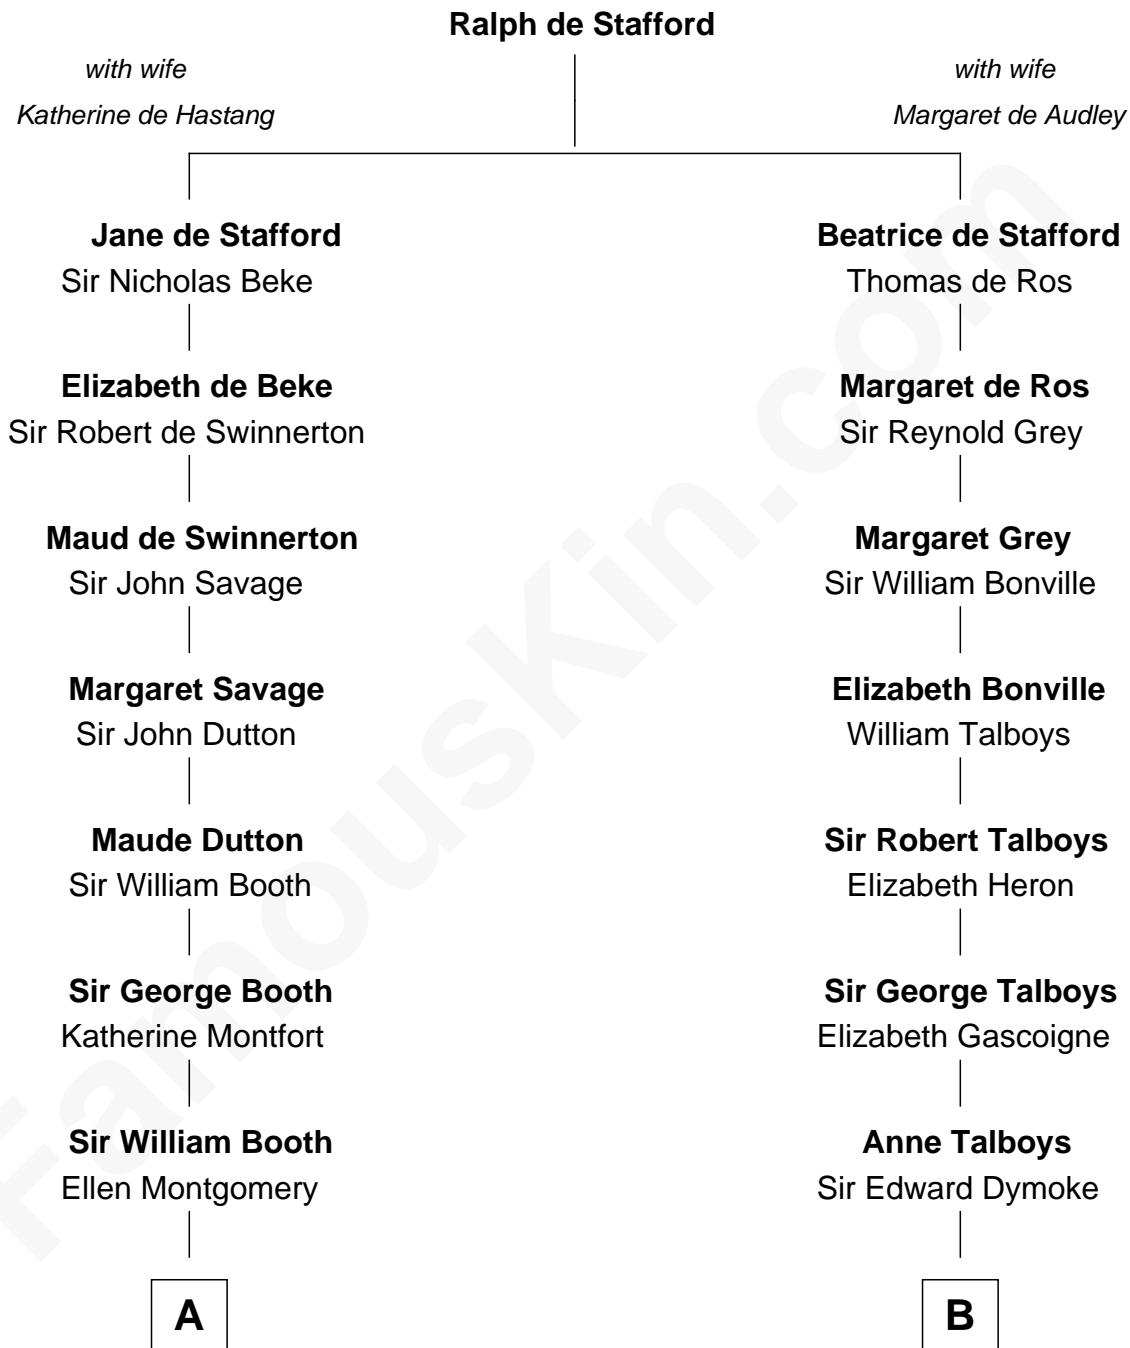 Ralph de Stafford
with wife
Katherine de Hastang
with wife
Margaret de Audley
Jane de Stafford
Sir Nicholas Beke
Beatrice de Stafford
Thomas de Ros
Elizabeth de Beke
Sir Robert de Swinnerton
Margaret de Ros
Sir Reynold Grey
Maud de Swinnerton
Sir John Savage
Margaret Grey
Sir William Bonville
Margaret Savage
Sir John Dutton
Elizabeth Bonville
William Talboys
Maude Dutton
Sir William Booth
Sir Robert Talboys
Elizabeth Heron
Sir George Booth
Katherine Montfort
Sir George Talboys
Elizabeth Gascoigne
Sir William Booth
Ellen Montgomery
Anne Talboys
Sir Edward Dymoke
A
B
FamousKin.com